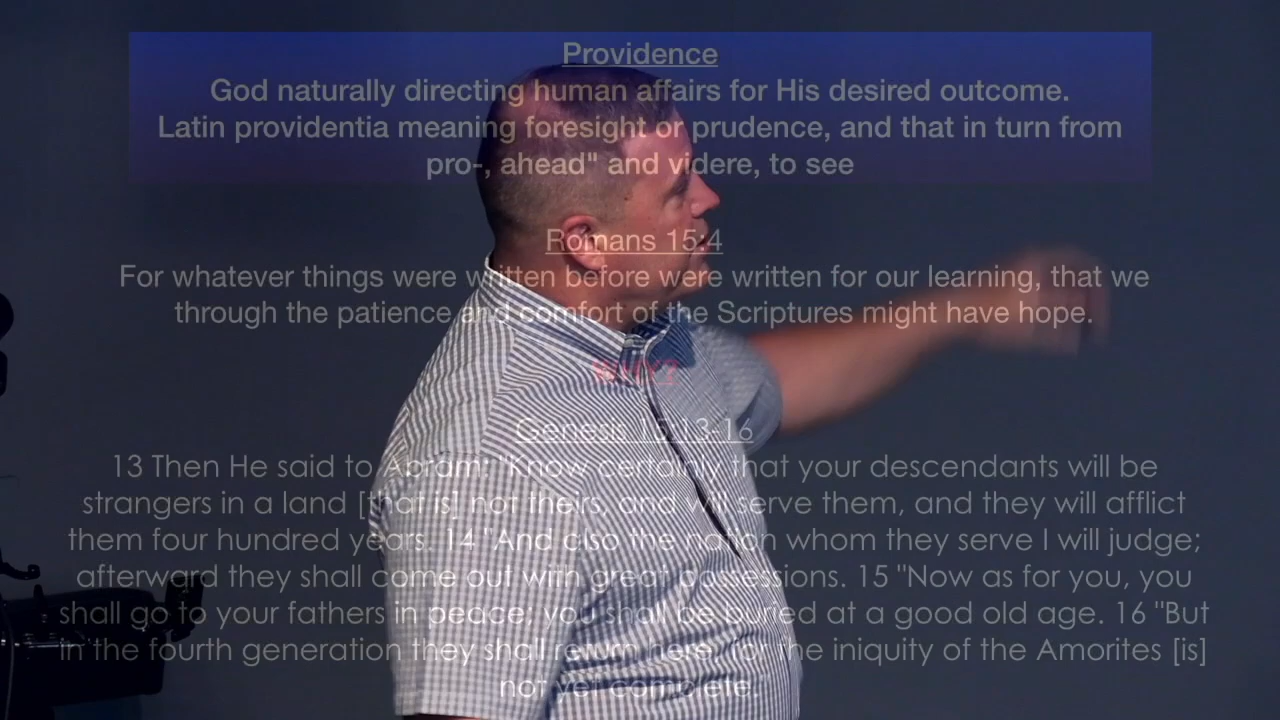 Providence
God naturally directing human affairs for His desired outcome.
Latin providentia meaning foresight or prudence, and that in turn from
pro-, ahead" and videre, to see
Romans 15:4
For whatever things were written before were written for our learning, that we
through the patience and comfort of the Scriptures might have hope.
WHY?
Genesis 15:13-16
13 Then He said to Abram: "Know certainly that your descendants will be
strangers in a land [that is] not theirs, and will serve them, and they will afflict
them four hundred years. 14 "And also the nation whom they serve I will judge;
afterward they shall come out with great possessions. 15 "Now as for you, you
shall go to your fathers in peace; you shall be buried at a good old age. 16 "But
in the fourth generation they shall return here, for the iniquity of the Amorites [is]
not yet complete."